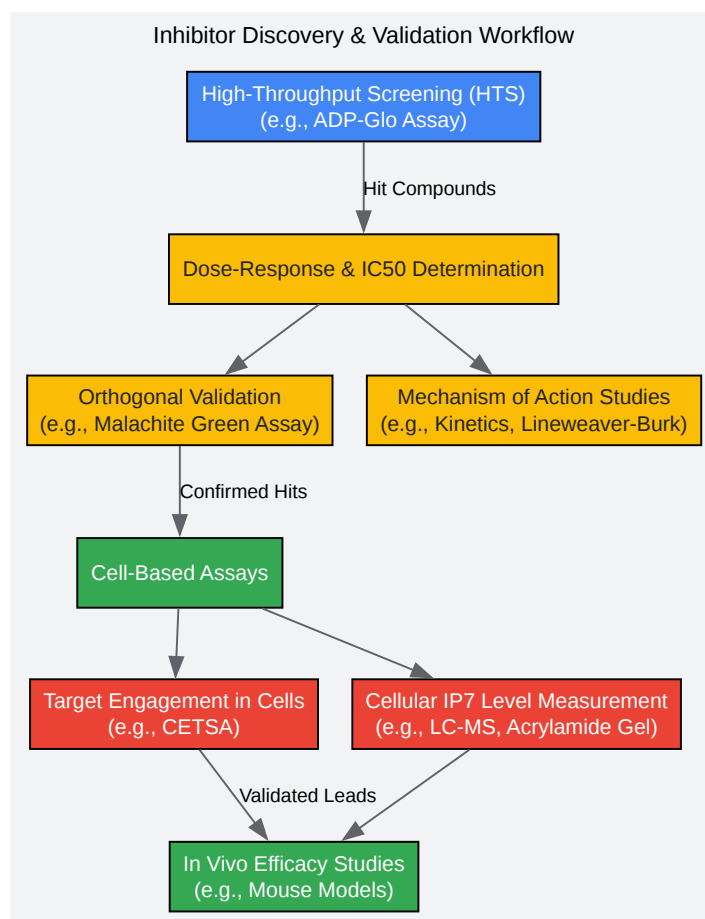 Inhibitor Discovery & Validation Workflow
High-Throughput Screening (HTS)
(e.g., ADP-Glo Assay)
Hit Compounds
Dose-Response & IC50 Determination
Orthogonal Validation
(e.g., Malachite Green Assay)
Mechanism of Action Studies
(e.g., Kinetics, Lineweaver-Burk)
Confirmed Hits
Cell-Based Assays
Target Engagement in Cells
(e.g., CETSA)
Cellular IP7 Level Measurement
(e.g., LC-MS, Acrylamide Gel)
Validated Leads
In Vivo Efficacy Studies
(e.g., Mouse Models)